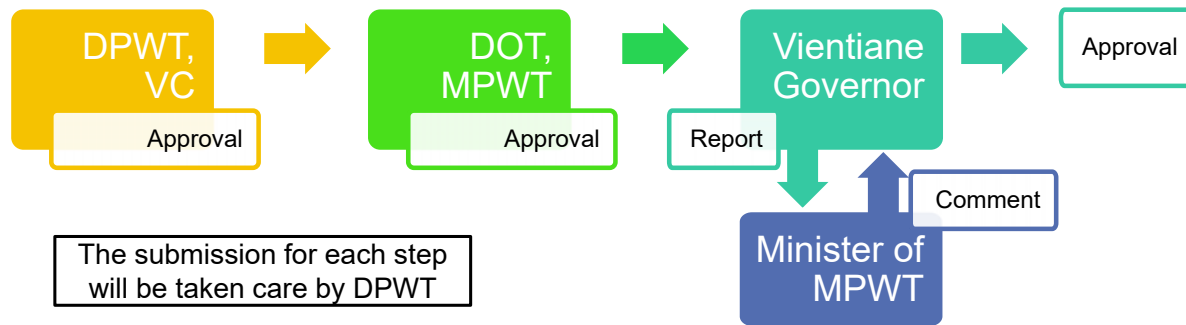 DPWT,
VC
Approval
DOT,
MPWT
Approval
Vientiane
Governor
Report
Approval
Comment
Minister of
MPWT
The submission for each step
will be taken care by DPWT